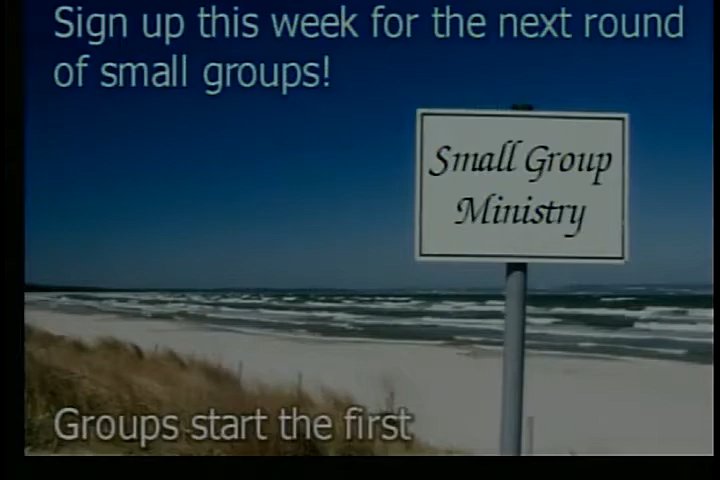 Sign up this week for the next round
of small groups!
Small Group
Ministry
Groups start the first